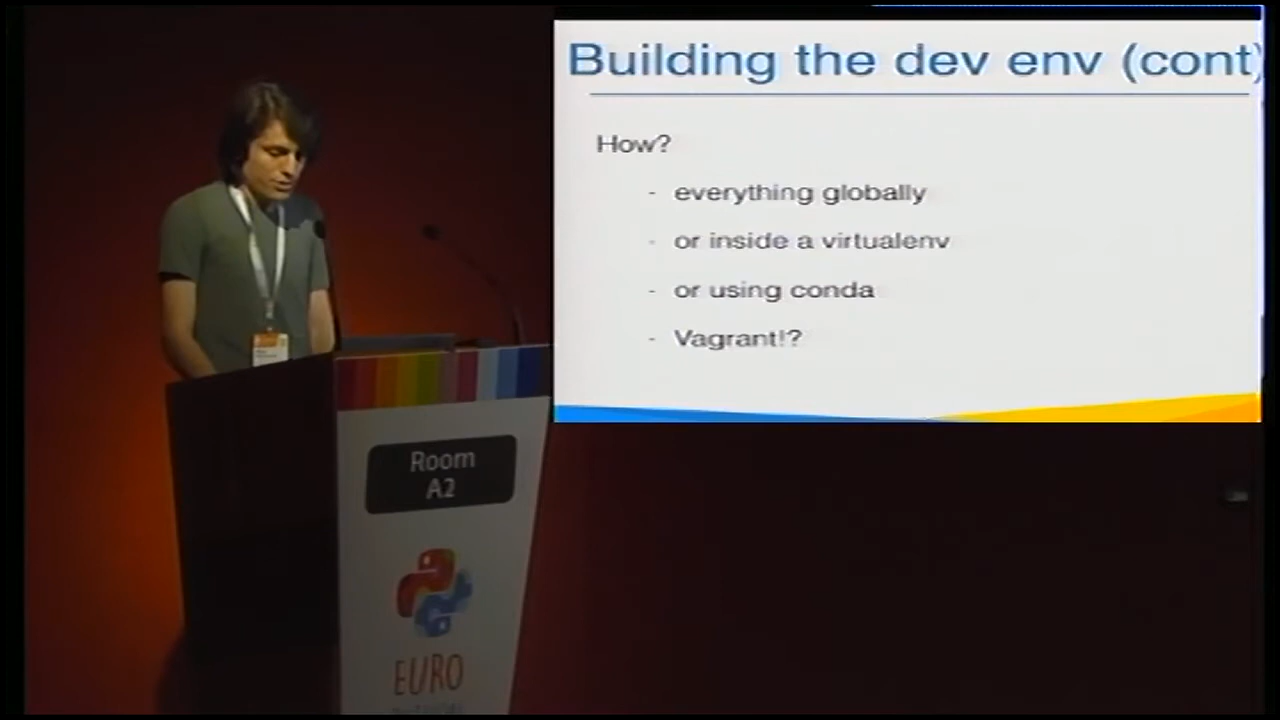 Building the dev env (cont)
How?
- everything globally
- or inside a virtualenv
- or using conda
- Vagrant!?
Room
A2
EURO